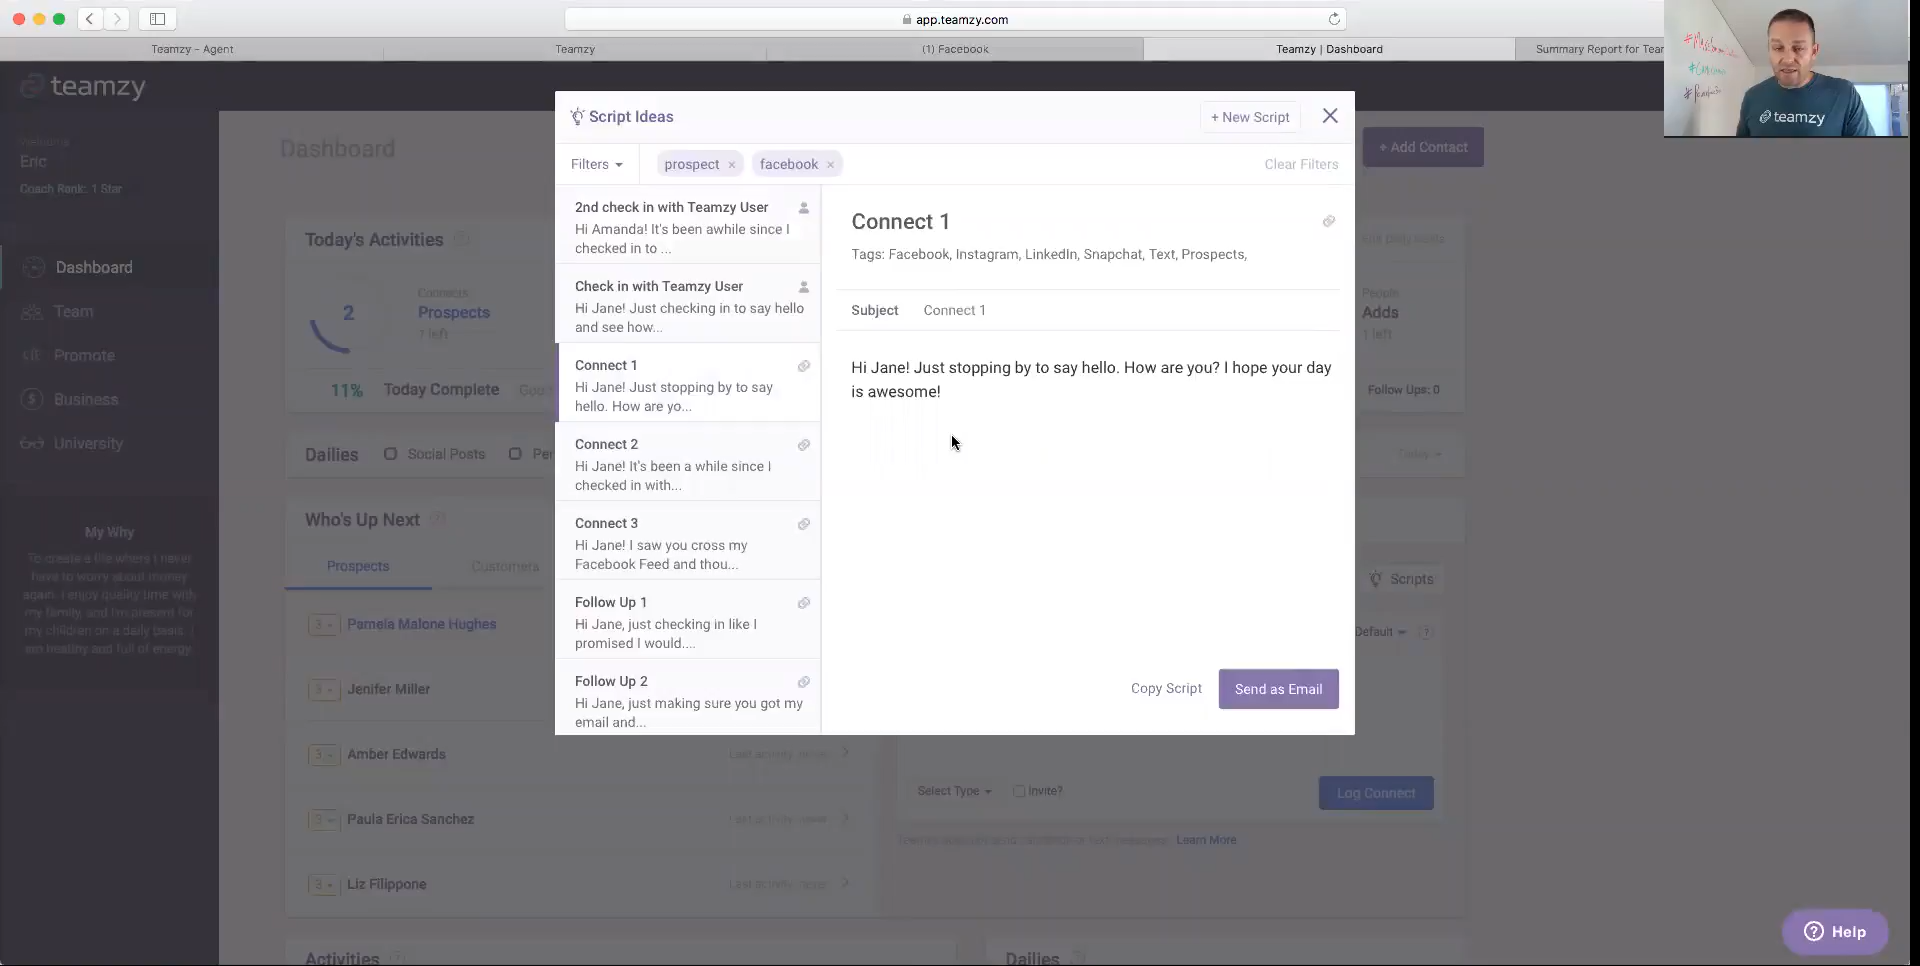 app.teamzy.com
Teamzy - Agent
Teamzy
(1) Facebook
Teamzy | Dashboard
Summary Report for Tear
teamzy
Welcome
Eric
Coach Rank: 1 Star
Dashboard
Team
Promote
Business
University
My Why
To create a life where I never
have to worry about money
again. I enjoy quality time with
my family, and I'm present for
my children on a daily basis. I
am healthy and full of energy.
Dashboard
+ Add Contact
Today's Activities
2
Connects
Prospects
7 left
11% Today Complete
People
Adds
1 left
Follow Ups: 0
Dailies
Social Posts
Per
Today
Who's Up Next
Prospects
Customers
3 Pamela Malone Hughes
3 Jenifer Miller
3 Amber Edwards
Last activity: never
3 Paula Erica Sanchez
Last activity: never
3 Liz Filippone
Last activity: never
Scripts
Default
Select Type
Invite?
Log Connect
Learn More
Activities
Dailies
Script Ideas
+ New Script
Filters
prospect ×
facebook ×
Clear Filters
2nd check in with Teamzy User
Hi Amanda! It's been awhile since I
checked in to ...
Check in with Teamzy User
Hi Jane! Just checking in to say hello
and see how...
Connect 1
Hi Jane! Just stopping by to say
hello. How are yo...
Connect 2
Hi Jane! It's been a while since I
checked in with...
Connect 3
Hi Jane! I saw you cross my
Facebook Feed and thou...
Follow Up 1
Hi Jane, just checking in like I
promised I would....
Follow Up 2
Hi Jane, just making sure you got my
email and...
Connect 1
Tags: Facebook, Instagram, LinkedIn, Snapchat, Text, Prospects,
Subject Connect 1
Hi Jane! Just stopping by to say hello. How are you? I hope your day
is awesome!
Copy Script
Send as Email
Help
teamzy